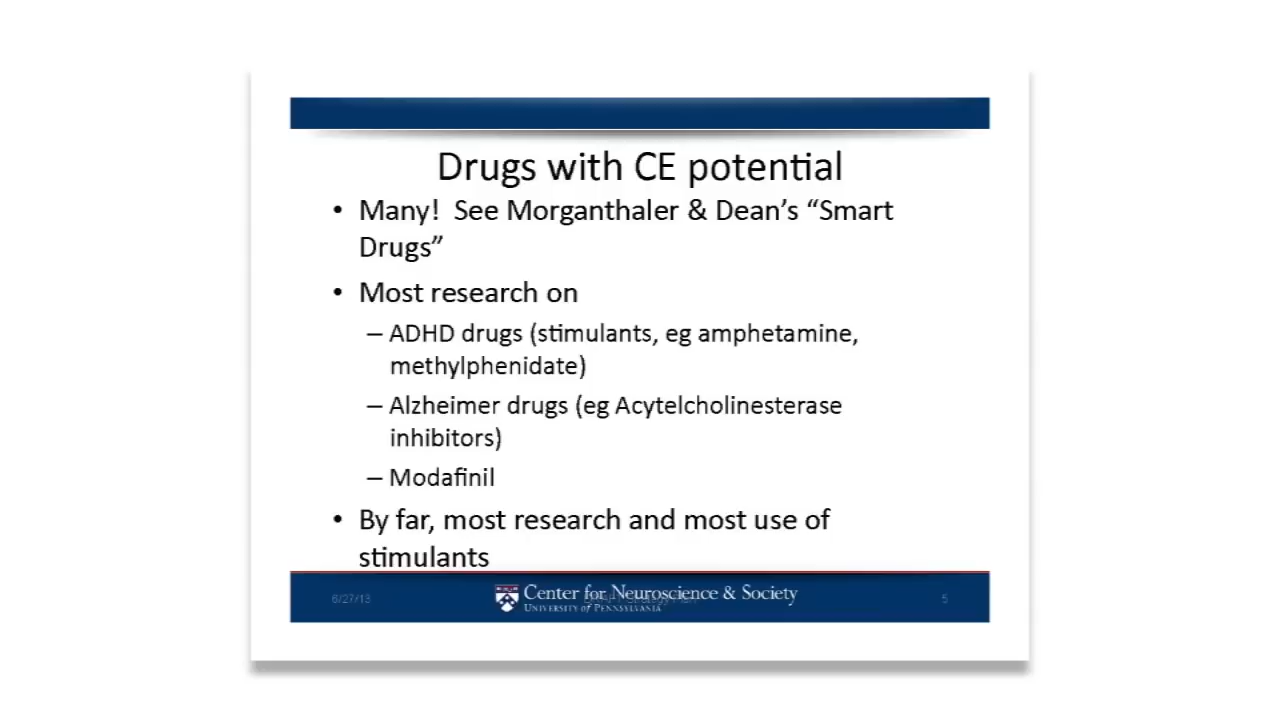 Drugs with CE potential
• Many!  See Morganthaler & Dean's “Smart
Drugs”
• Most research on
– ADHD drugs (stimulants, eg amphetamine,
methylphenidate)
– Alzheimer drugs (eg Acytelcholinesterase
inhibitors)
– Modafinil
• By far, most research and most use of
stimulants
6/27/13
Center for Neuroscience & Society
University of Pennsylvania
5